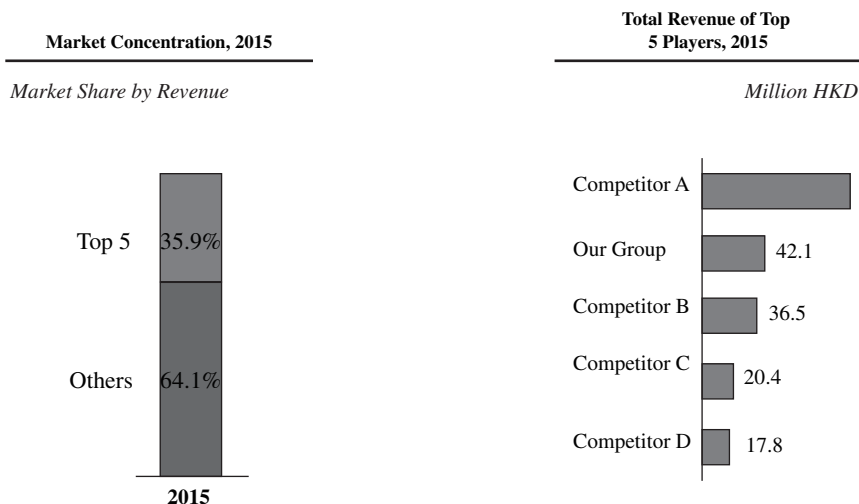 Market Concentration, 2015
Market Share by Revenue
Top 5
35.9%
Others
64.1%
2015
Total Revenue of Top
5 Players, 2015
Million HKD
Competitor A
Our Group
42.1
Competitor B
36.5
Competitor C
20.4
Competitor D
17.8